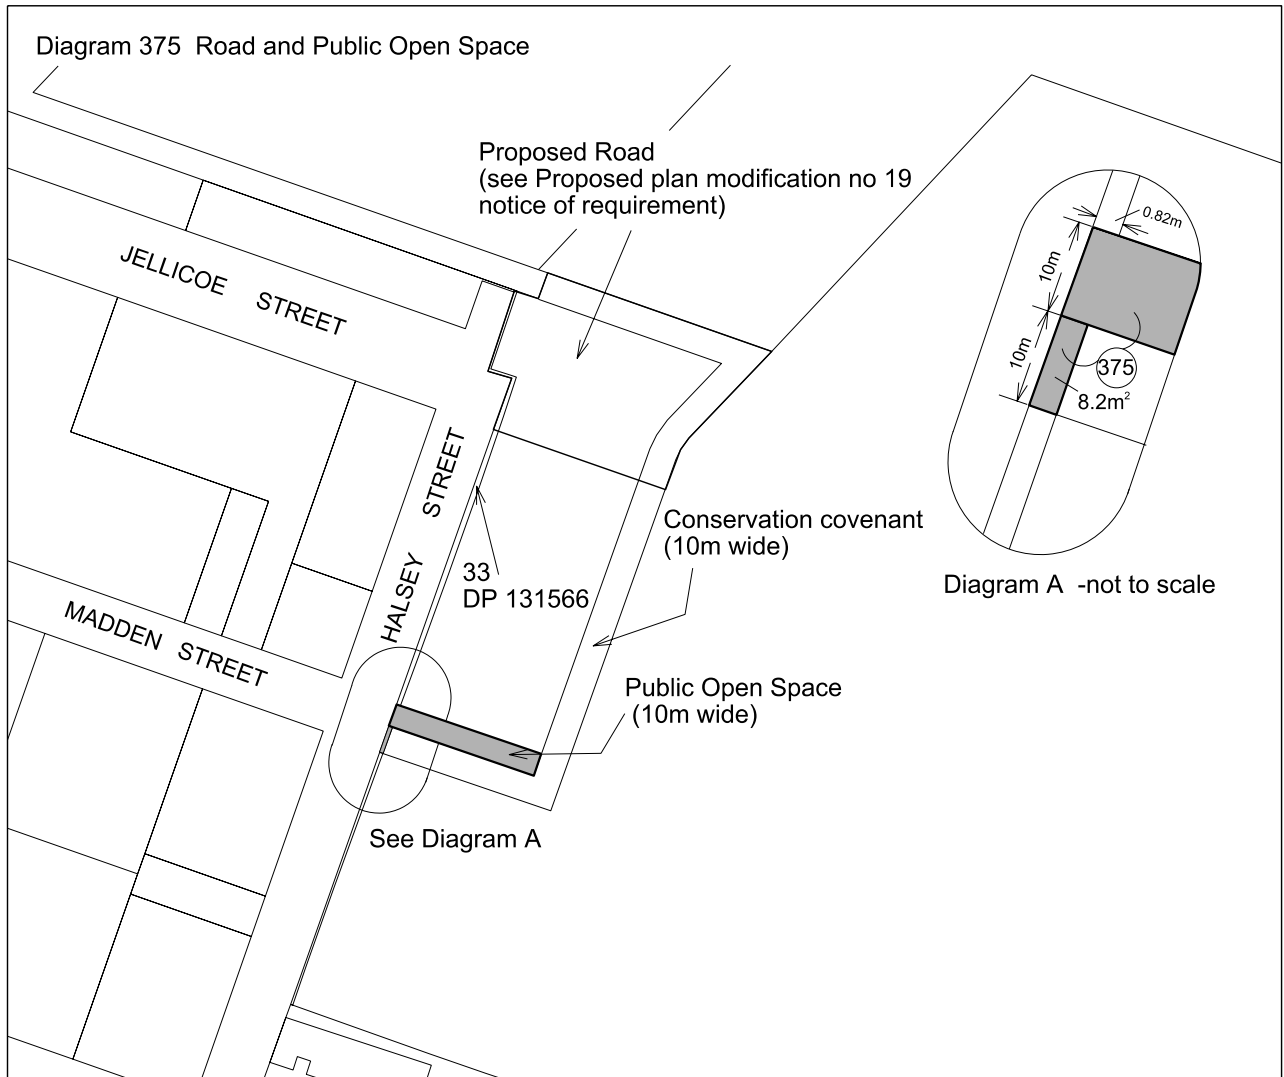 Diagram 375 Road and Public Open Space
Proposed Road
(see Proposed plan modification no 19
notice of requirement)
0.82m
10m
10m
375
8.2m²
Diagram A -not to scale
JELLICOE STREET
HALSEY STREET
MADDEN STREET
33
DP 131566
Conservation covenant
(10m wide)
Public Open Space
(10m wide)
See Diagram A